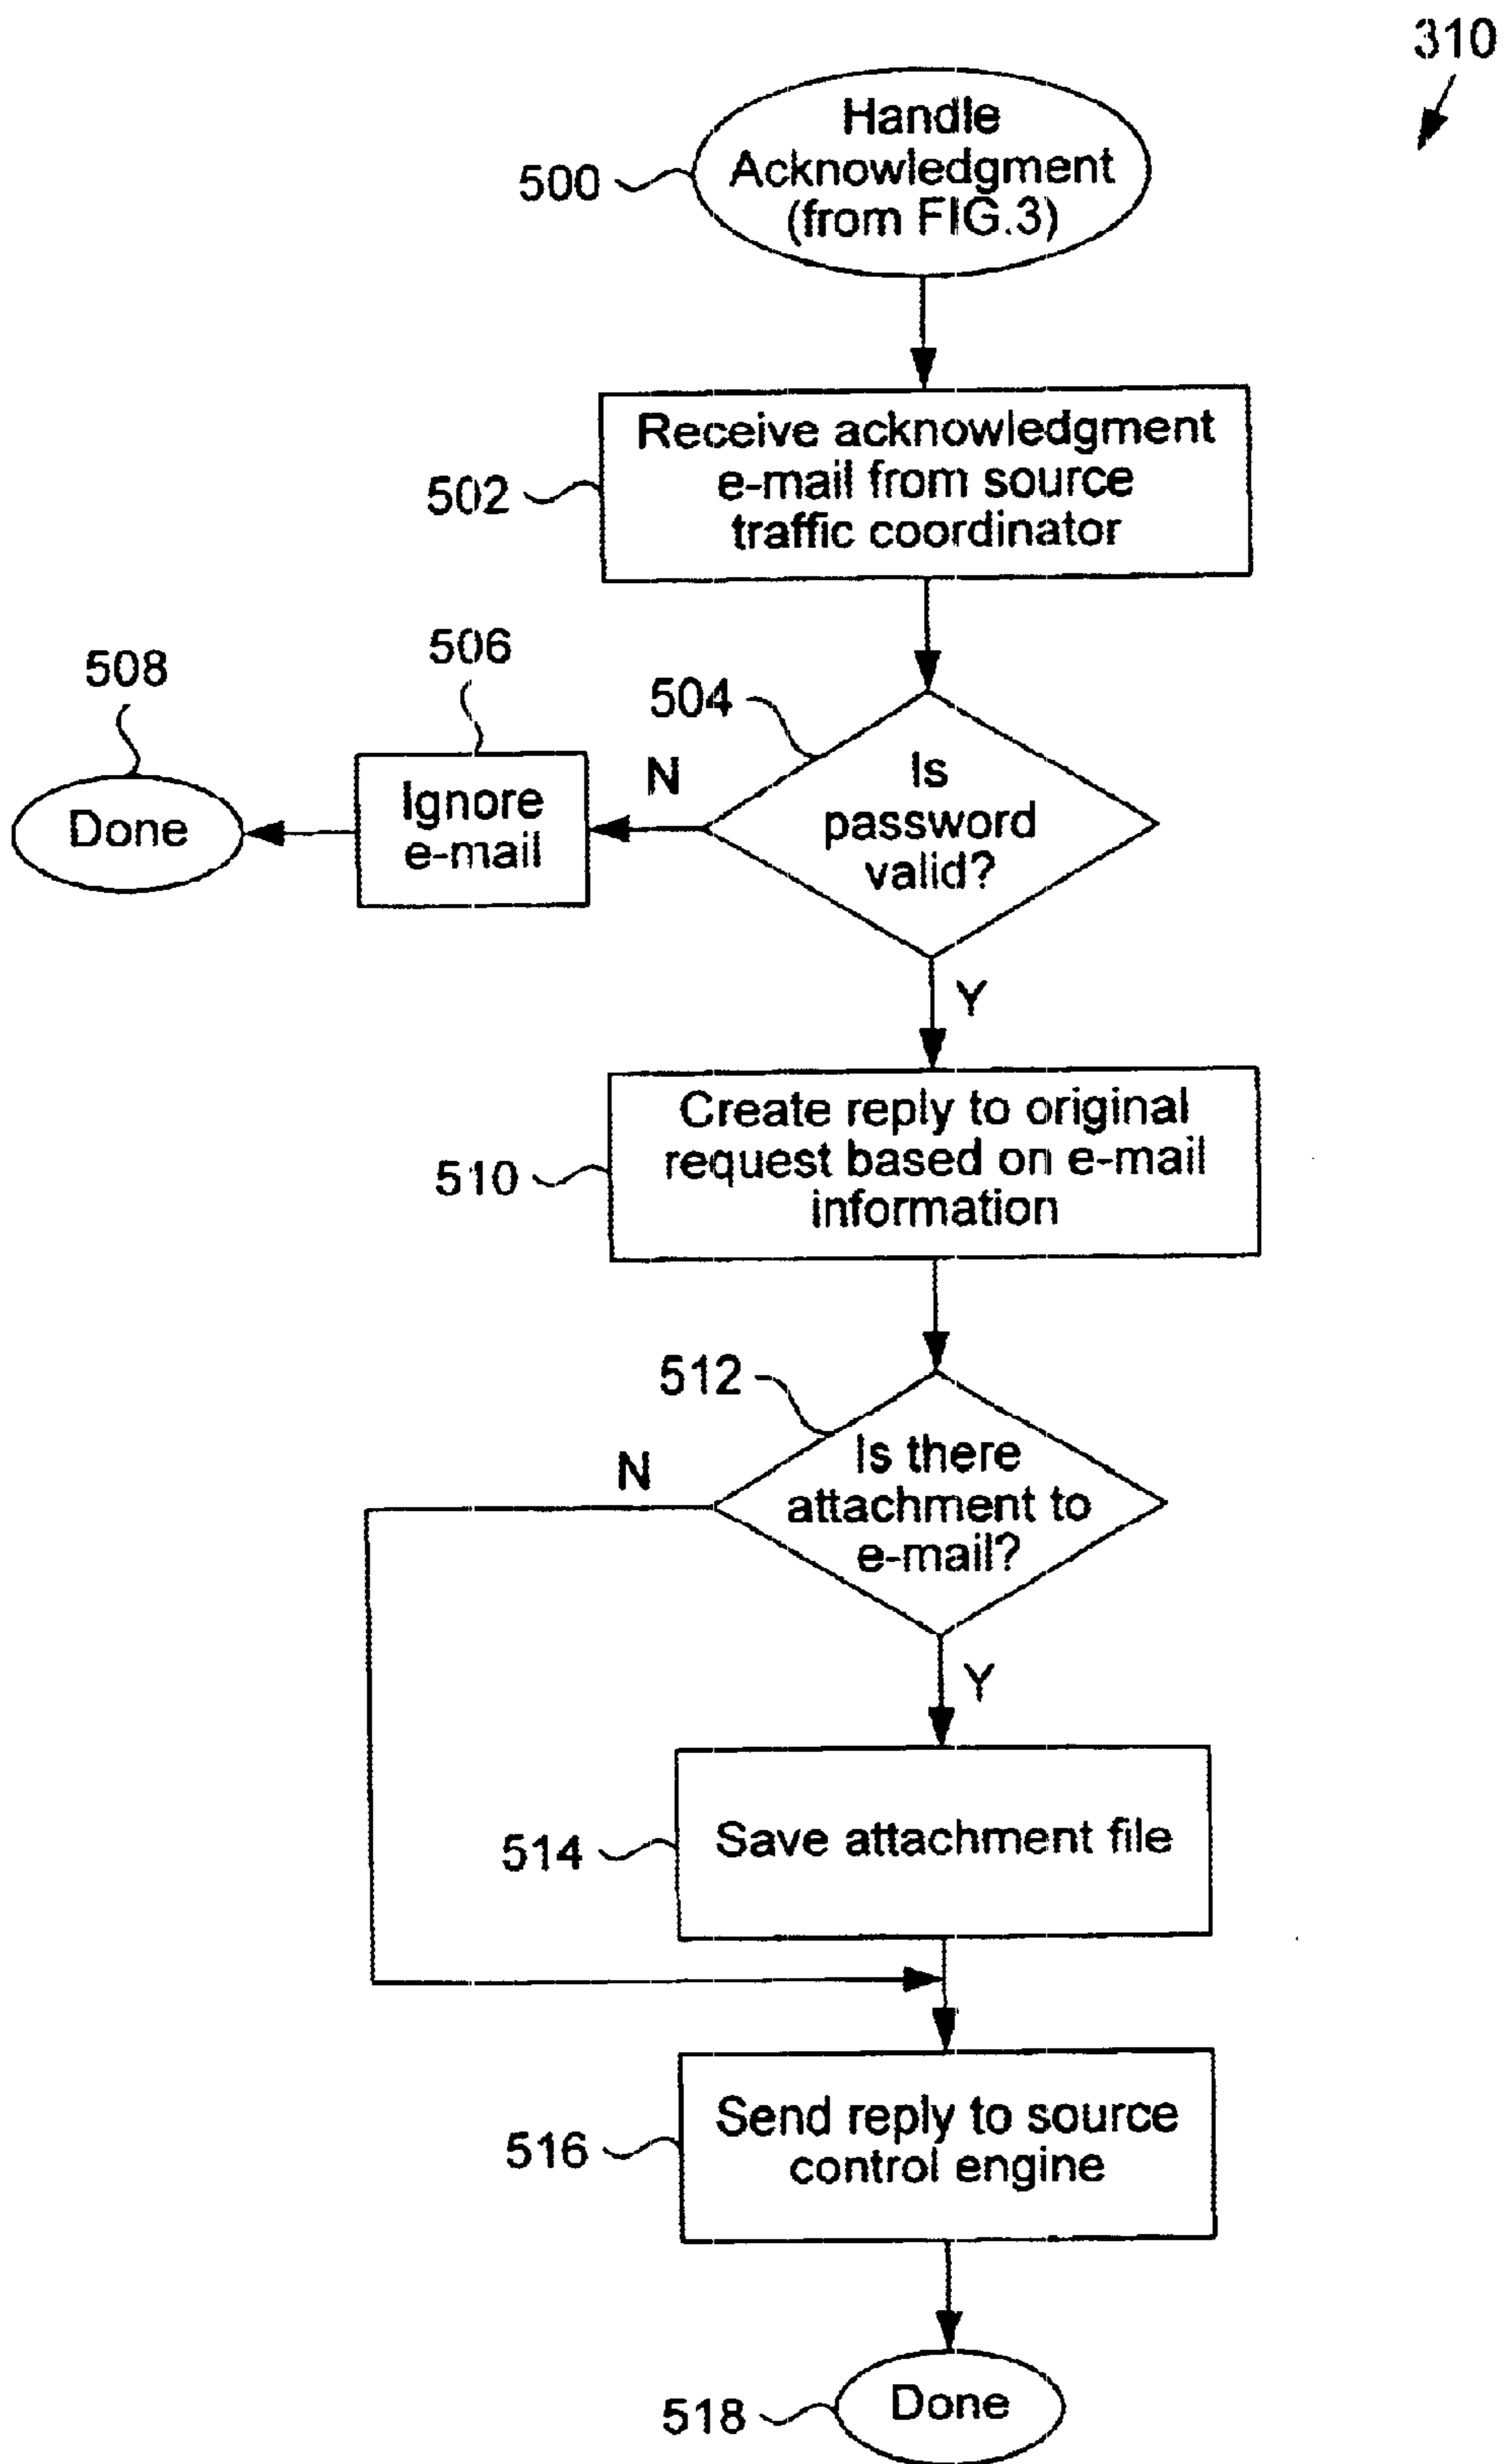 310
Handle
Acknowledgment
(from FIG.3)
500
Receive acknowledgment
e-mail from source
traffic coordinator
502
504
Is
password
valid?
N
506
Ignore
e-mail
508
Done
Y
Create reply to original
request based on e-mail
information
510
512
Is there
attachment to
e-mail?
N
Y
Save attachment file
514
Send reply to source
control engine
516
Done
518